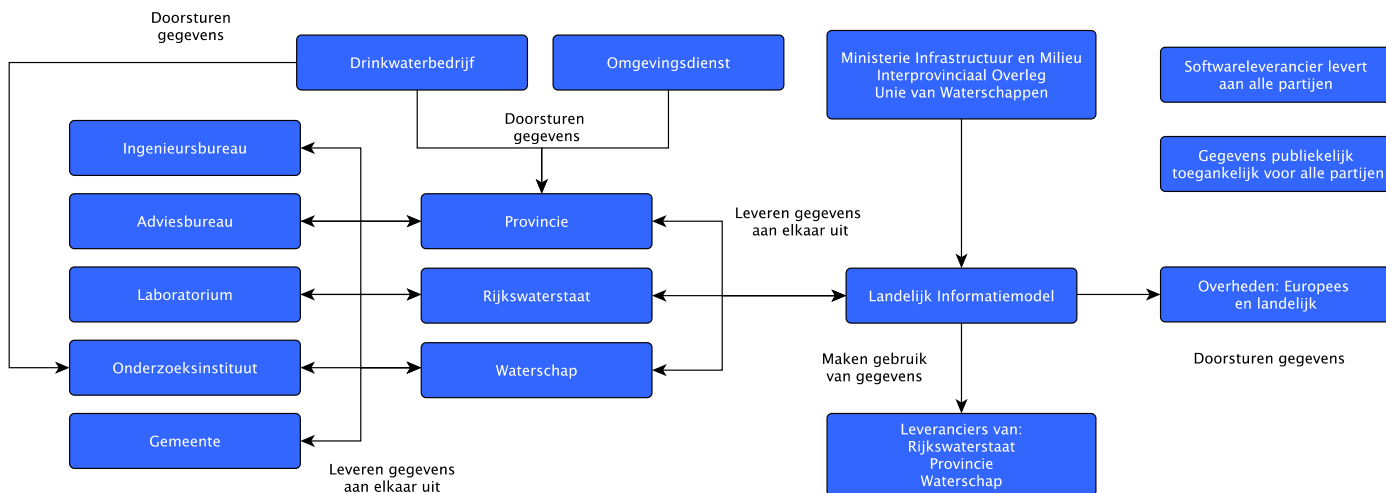 Doorsturen
gegevens
Drinkwaterbedrijf
Omgevingsdienst
Ministerie Infrastructuur en Milieu
Interprovinciaal Overleg
Unie van Waterschappen
Softwareleverancier levert
aan alle partijen
Doorsturen
gegevens
Ingenieursbureau
Gegevens publiekelijk
toegankelijk voor alle partijen
Adviesbureau
Provincie
Leveren gegevens
aan elkaar uit
Laboratorium
Rijkswaterstaat
Landelijk Informatiemodel
Overheden: Europees
en landelijk
Onderzoeksinstituut
Waterschap
Maken gebruik
van gegevens
Doorsturen gegevens
Gemeente
Leveren gegevens
aan elkaar uit
Leveranciers van:
Rijkswaterstaat
Provincie
Waterschap